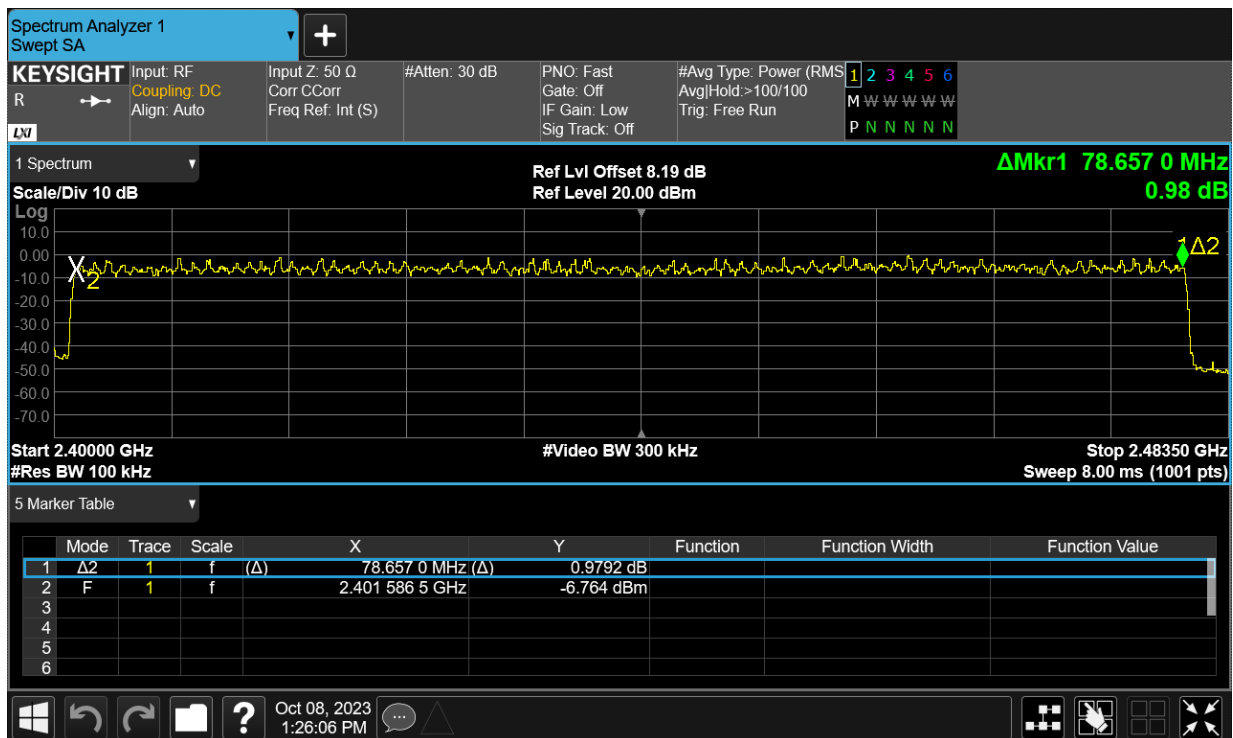 Spectrum Analyzer 1
Swept SA
+
KEYSIGHT
R
LXI
Input: RF
Coupling: DC
Align: Auto
Input Z: 50 Ω
Corr CCorr
Freq Ref: Int (S)
#Atten: 30 dB
PNO: Fast
Gate: Off
IF Gain: Low
Sig Track: Off
#Avg Type: Power (RMS
Avg|Hold:>100/100
Trig: Free Run
1 2 3 4 5 6
M W W W W W
P N N N N N
1 Spectrum
Scale/Div 10 dB
Ref Lvl Offset 8.19 dB
Ref Level 20.00 dBm
ΔMkr1 78.657 0 MHz
0.98 dB
Log
10.0
0.00
-10.0
-20.0
-30.0
-40.0
-50.0
-60.0
-70.0
X2
1Δ2
Start 2.40000 GHz
#Res BW 100 kHz
#Video BW 300 kHz
Stop 2.48350 GHz
Sweep 8.00 ms (1001 pts)
5 Marker Table
Mode Trace Scale X Y Function Function Width Function Value
1 Δ2 1 f (Δ) 78.657 0 MHz (Δ) 0.9792 dB
2 F 1 f 2.401 586 5 GHz -6.764 dBm
3
4
5
6
?
Oct 08, 2023
1:26:06 PM